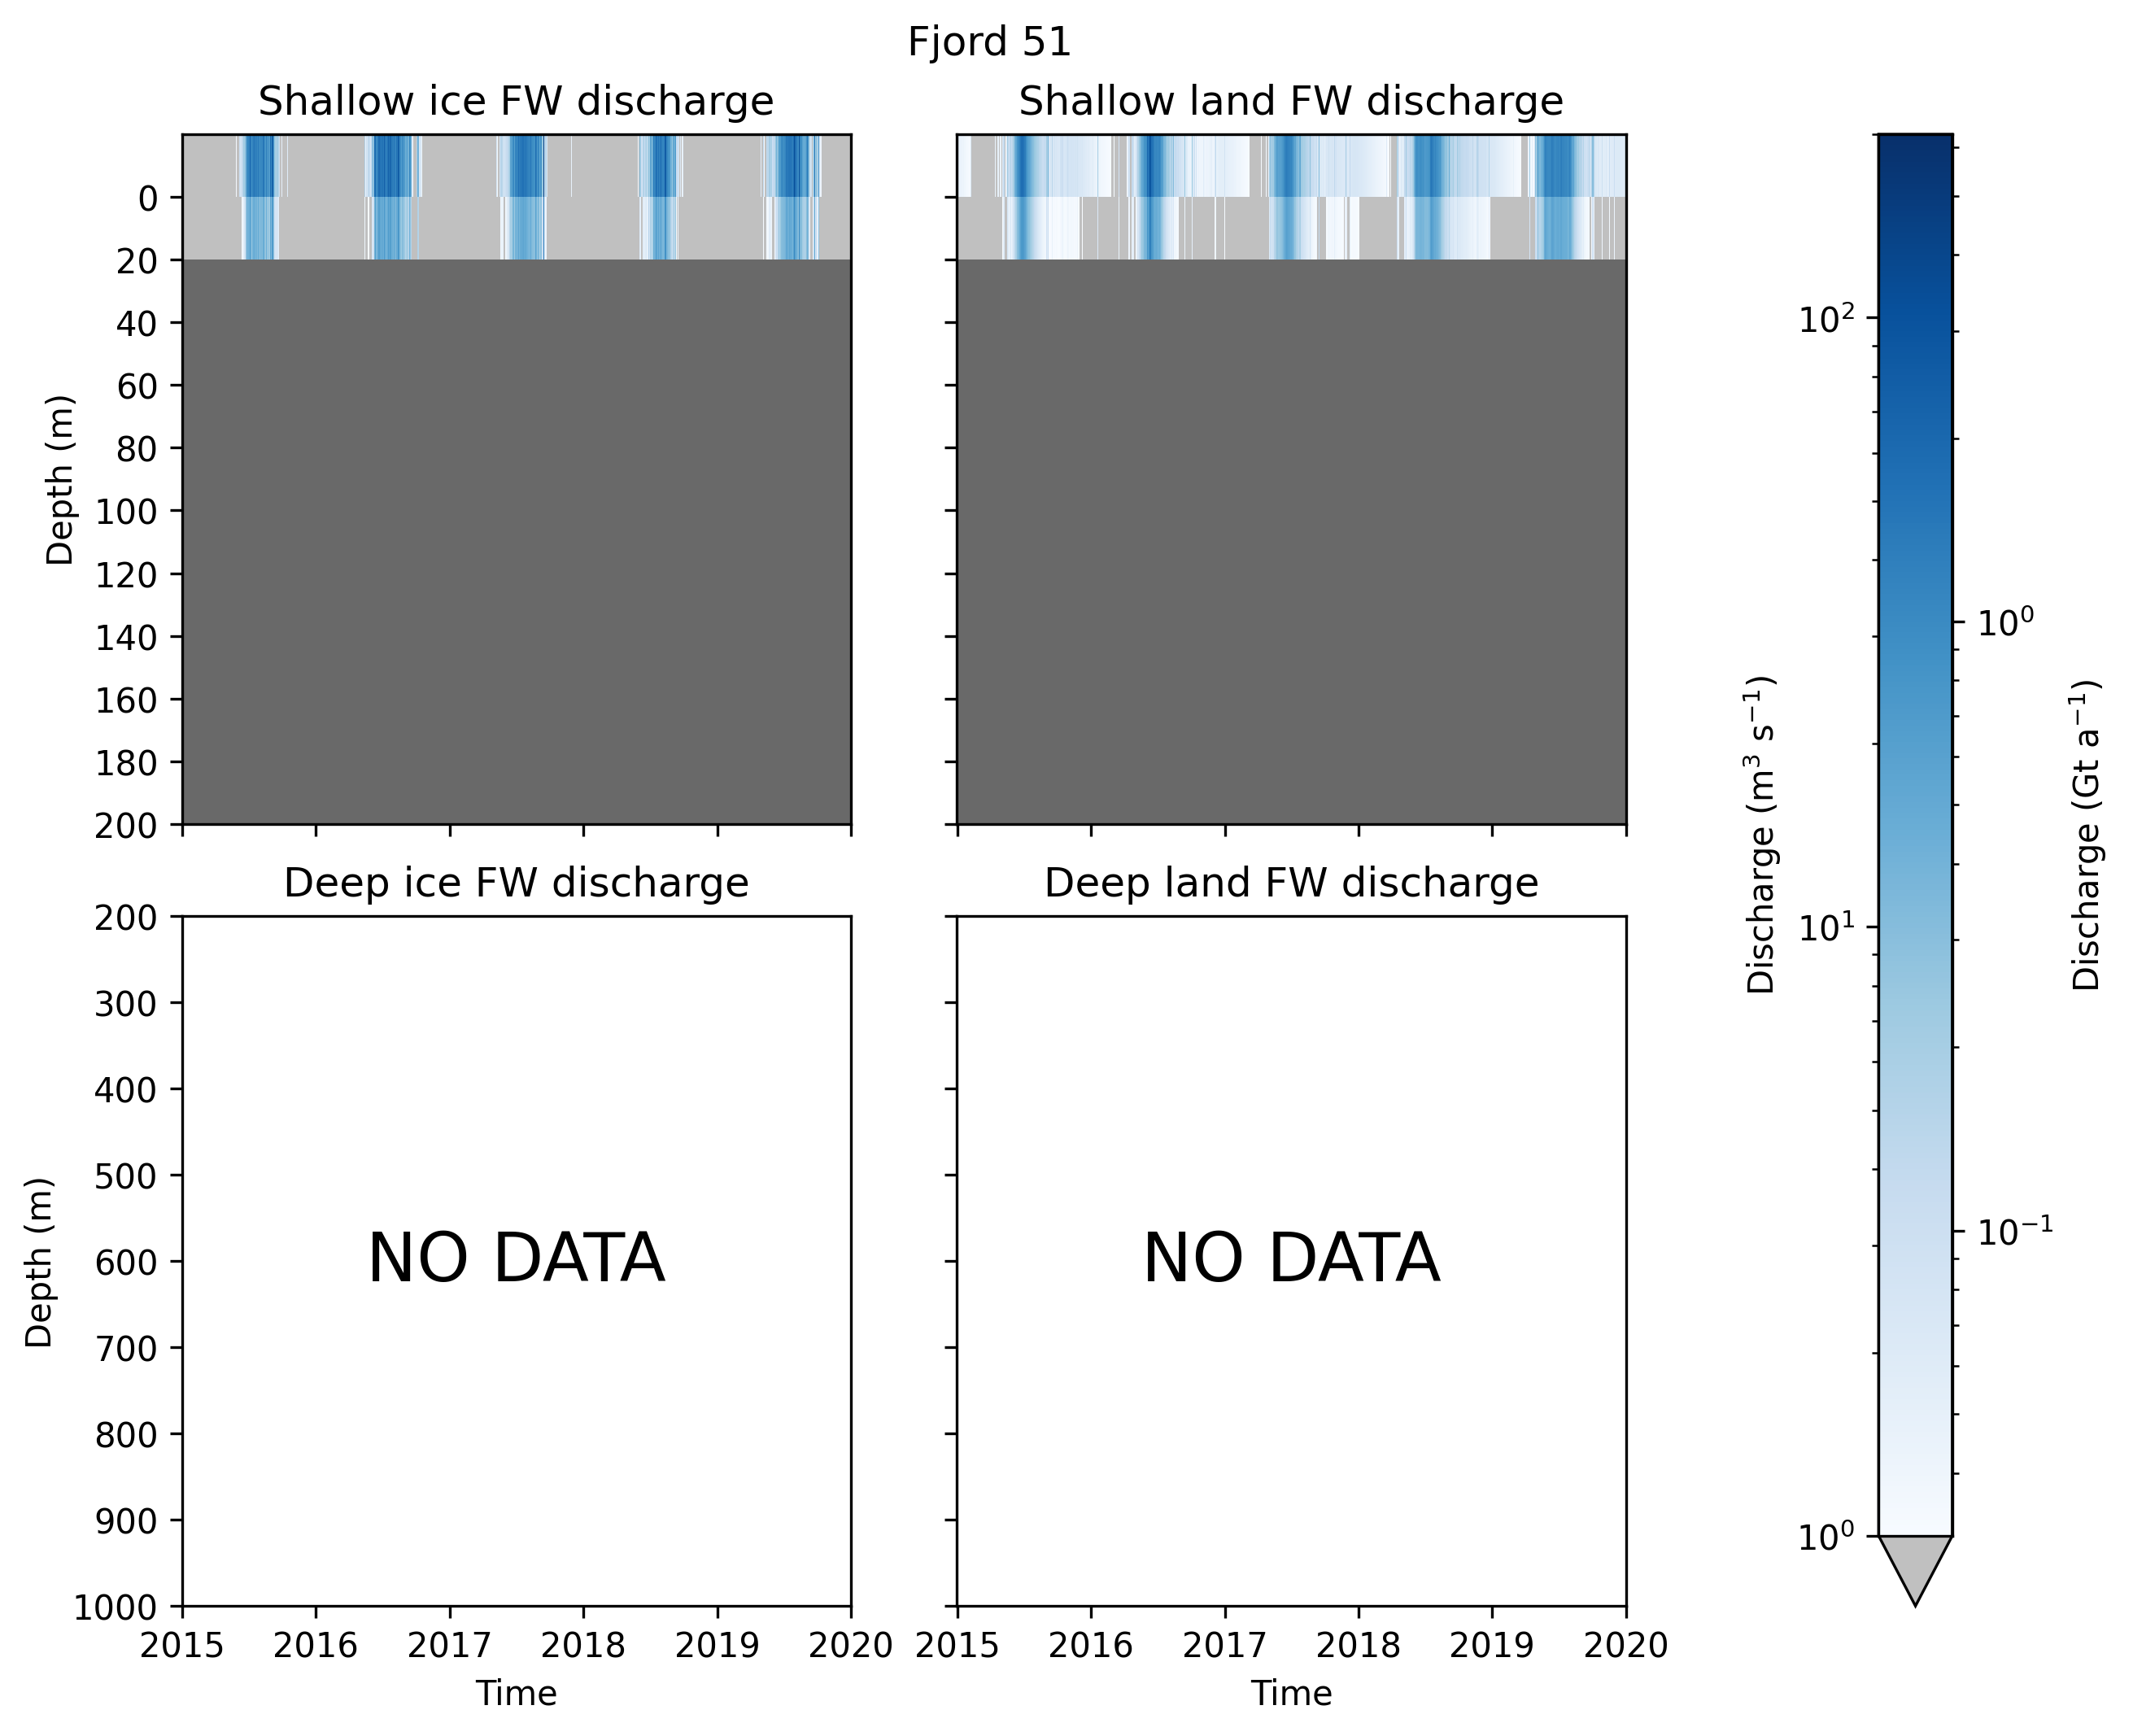 Fjord 51
Shallow ice FW discharge
Shallow land FW discharge
0
20
40
60
80
100
120
140
160
180
200
Depth (m)
Deep ice FW discharge
Deep land FW discharge
200
300
400
500
600
700
800
900
1000
Depth (m)
NO DATA
NO DATA
2015 2016 2017 2018 2019 2020
2015 2016 2017 2018 2019 2020
Time
Time
10²
10¹
10⁰
Discharge (m³ s⁻¹)
10⁰
10⁻¹
Discharge (Gt a⁻¹)